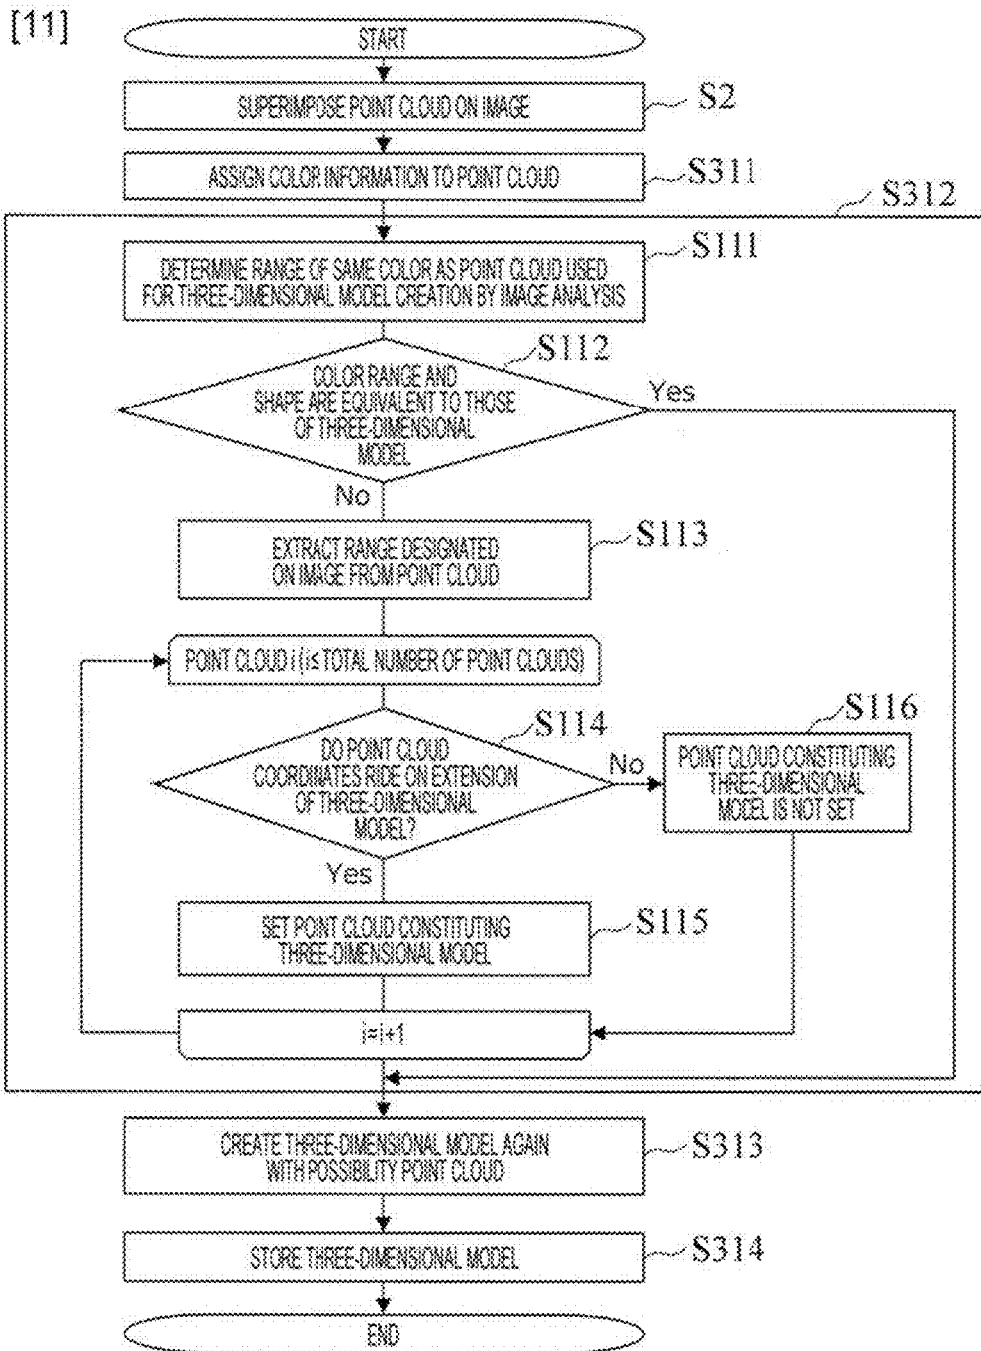 [11]
START
SUPERIMPOSE POINT CLOUD ON IMAGE
S2
ASSIGN COLOR INFORMATION TO POINT CLOUD
S311
S312
DETERMINE RANGE OF SAME COLOR AS POINT CLOUD USED
FOR THREE-DIMENSIONAL MODEL CREATION BY IMAGE ANALYSIS
S111
COLOR RANGE AND
SHAPE ARE EQUIVALENT TO THOSE
OF THREE-DIMENSIONAL
MODEL
S112
Yes
No
EXTRACT RANGE DESIGNATED
ON IMAGE FROM POINT CLOUD
S113
POINT CLOUD i (i≤ TOTAL NUMBER OF POINT CLOUDS)
DO POINT CLOUD
COORDINATES RIDE ON EXTENSION
OF THREE-DIMENSIONAL
MODEL?
S114
No
POINT CLOUD CONSTITUTING
THREE-DIMENSIONAL
MODEL IS NOT SET
S116
Yes
SET POINT CLOUD CONSTITUTING
THREE-DIMENSIONAL MODEL
S115
i=i+1
CREATE THREE-DIMENSIONAL MODEL AGAIN
WITH POSSIBILITY POINT CLOUD
S313
STORE THREE-DIMENSIONAL MODEL
S314
END